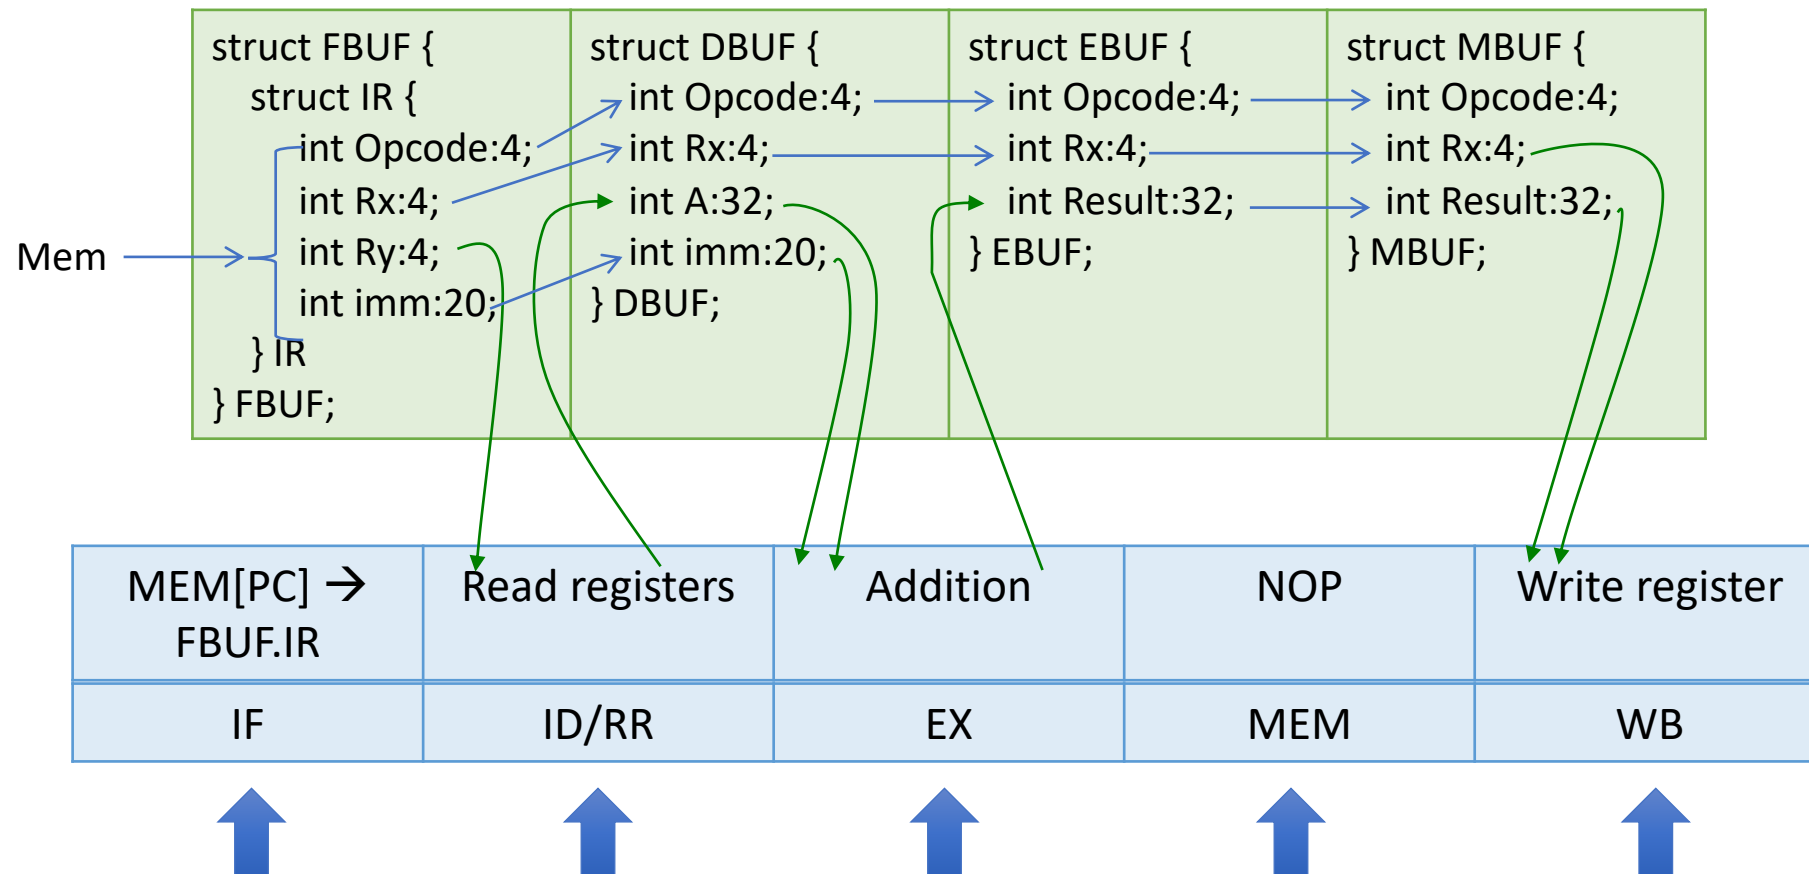 struct FBUF {
struct IR {
int Opcode:4;
int Rx:4;
int Ry:4;
int imm:20;
} IR
} FBUF;
struct DBUF {
int Opcode:4;
int Rx:4;
int A:32;
int imm:20;
} DBUF;
struct EBUF {
int Opcode:4;
int Rx:4;
int Result:32;
} EBUF;
struct MBUF {
int Opcode:4;
int Rx:4;
int Result:32;
} MBUF;
Mem
MEM[PC] →
FBUF.IR
Read registers
Addition
NOP
Write register
IF
ID/RR
EX
MEM
WB